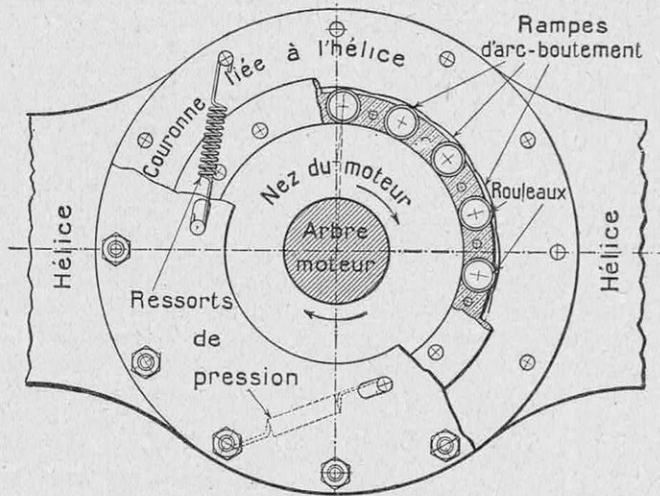 Rampes
d'arc-boutement
Couronne liée à l'hélice
Nez du moteur
Rouleaux
Arbre
moteur
Hélice
Hélice
Ressorts
de
pression